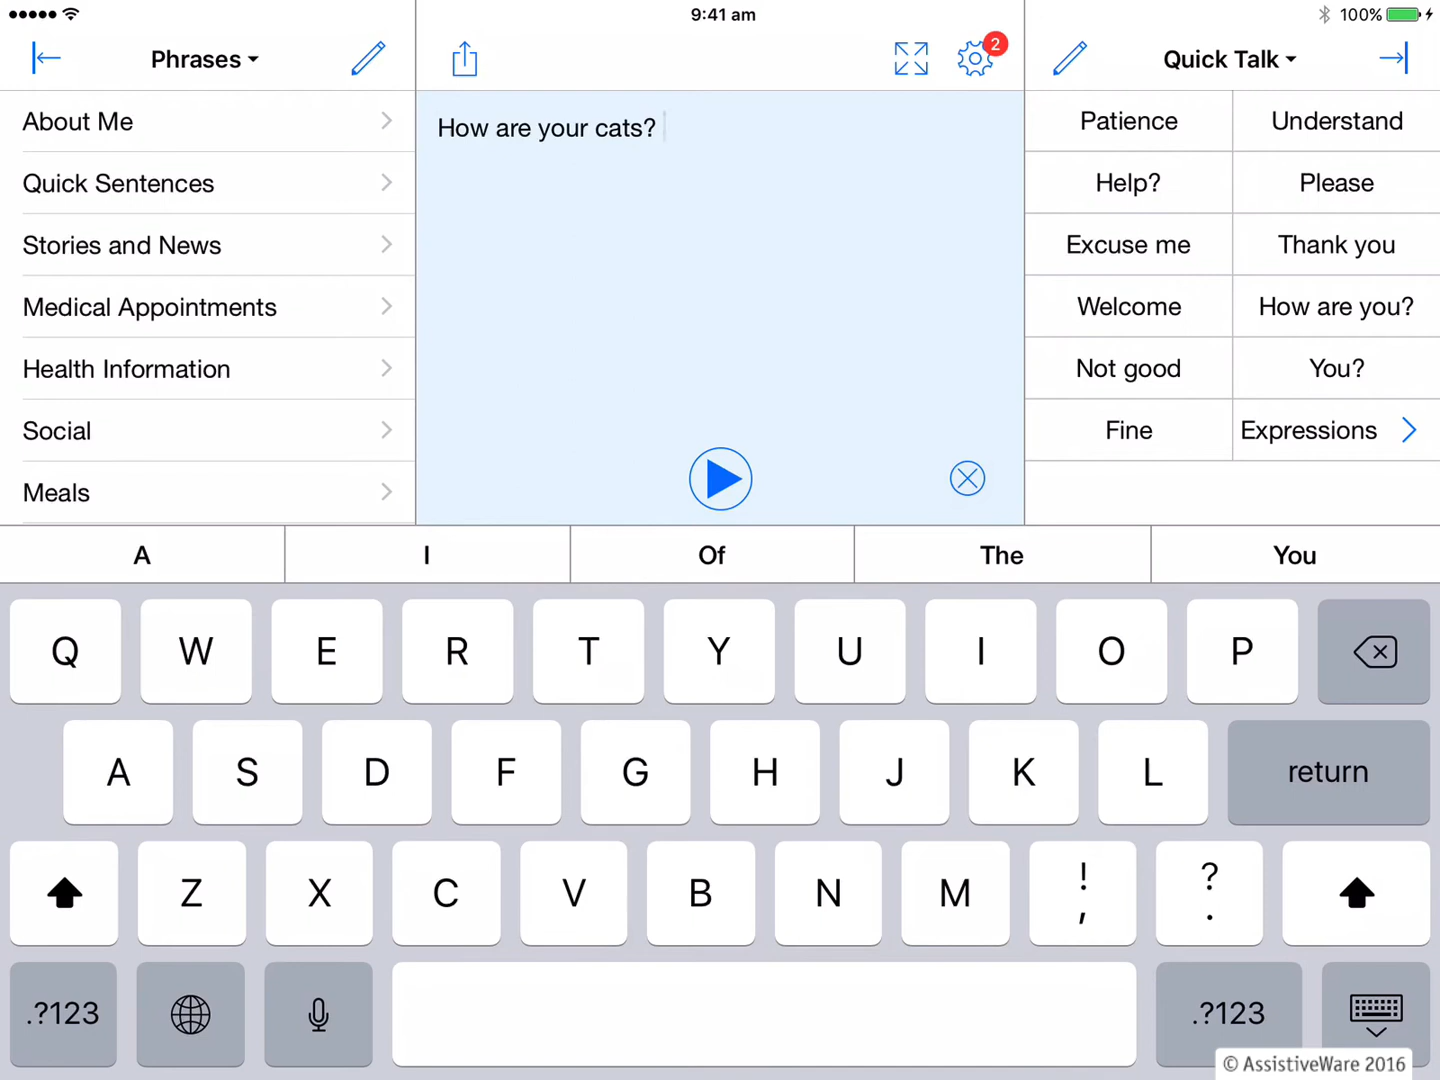 9:41 am
100%
Phrases
2
Quick Talk
About Me
Quick Sentences
Stories and News
Medical Appointments
Health Information
Social
Meals
How are your cats?
Patience Understand
Help? Please
Excuse me Thank you
Welcome How are you?
Not good You?
Fine Expressions
A I Of The You
Q W E R T Y U I O P
A S D F G H J K L return
Z X C V B N M ! , ? .
.?123 .?123
© AssistiveWare 2016